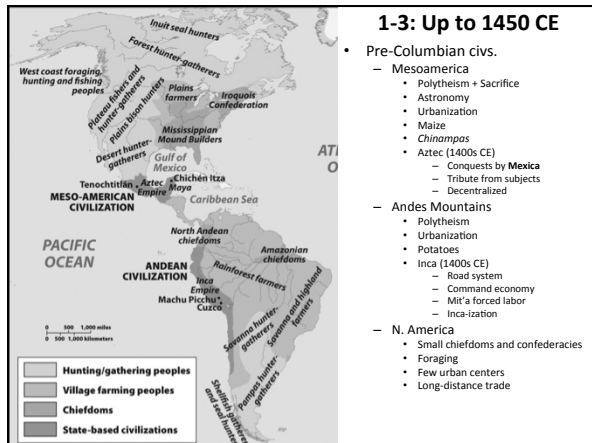 Inuit seal hunters
Forest hunter-gatherers
West coast foraging,
hunting and fishing
peoples
Plateau fishers and
hunter-gatherers
Plains bison hunters
Plains
farmers
Iroquois
Confederation
Mississippian
Mound Builders
Desert hunter-
gatherers
Gulf of
Mexico
Chichén Itza
Maya
Tenochtitlán
Aztec
Empire
MESO-AMERICAN
CIVILIZATION
Caribbean Sea
ATL
O
PACIFIC
OCEAN
North Andean
chiefdoms
Amazonian
chiefdoms
Rainforest farmers
ANDEAN
CIVILIZATION
Inca
Empire
Machu Picchu
Cuzco
Savanna hunter-
gatherers
Savanna and highland
farmers
Pampas hunter-
gatherers
Shellfish gatherers
and seal hunters
0 500 1,000 miles
0 500 1,000 kilometers
Hunting/gathering peoples
Village farming peoples
Chiefdoms
State-based civilizations
1-3: Up to 1450 CE
• Pre-Columbian civs.
– Mesoamerica
• Polytheism + Sacrifice
• Astronomy
• Urbanization
• Maize
• Chinampas
• Aztec (1400s CE)
– Conquests by Mexica
– Tribute from subjects
– Decentralized
– Andes Mountains
• Polytheism
• Urbanization
• Potatoes
• Inca (1400s CE)
– Road system
– Command economy
– Mit'a forced labor
– Inca-ization
– N. America
• Small chiefdoms and confederacies
• Foraging
• Few urban centers
• Long-distance trade